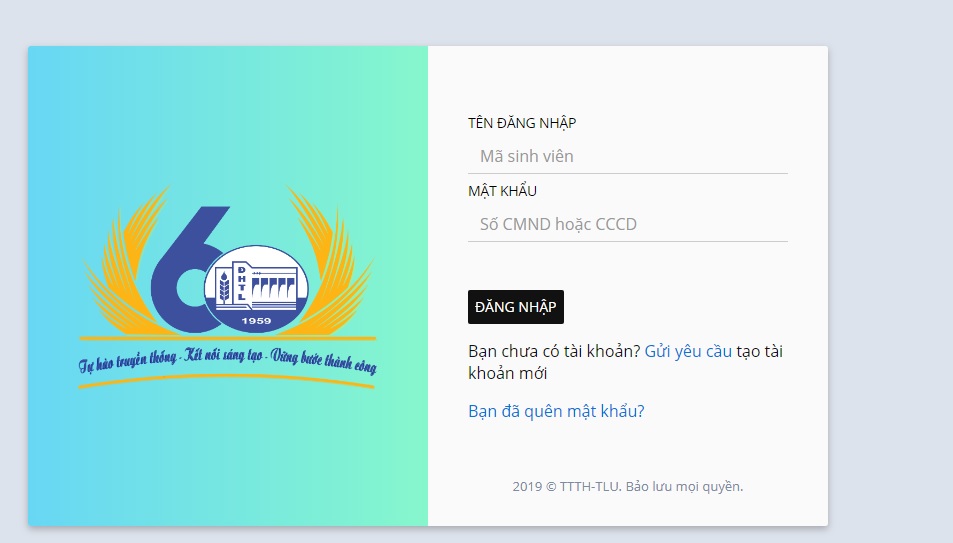 60
ĐHTL
1959
Tự hào truyền thống - Kết nối sáng tạo - Vững bước thành công
TÊN ĐĂNG NHẬP
Mã sinh viên
MẬT KHẨU
Số CMND hoặc CCCD
ĐĂNG NHẬP
Bạn chưa có tài khoản? Gửi yêu cầu tạo tài
khoản mới
Bạn đã quên mật khẩu?
2019 © TTTH-TLU. Bảo lưu mọi quyền.